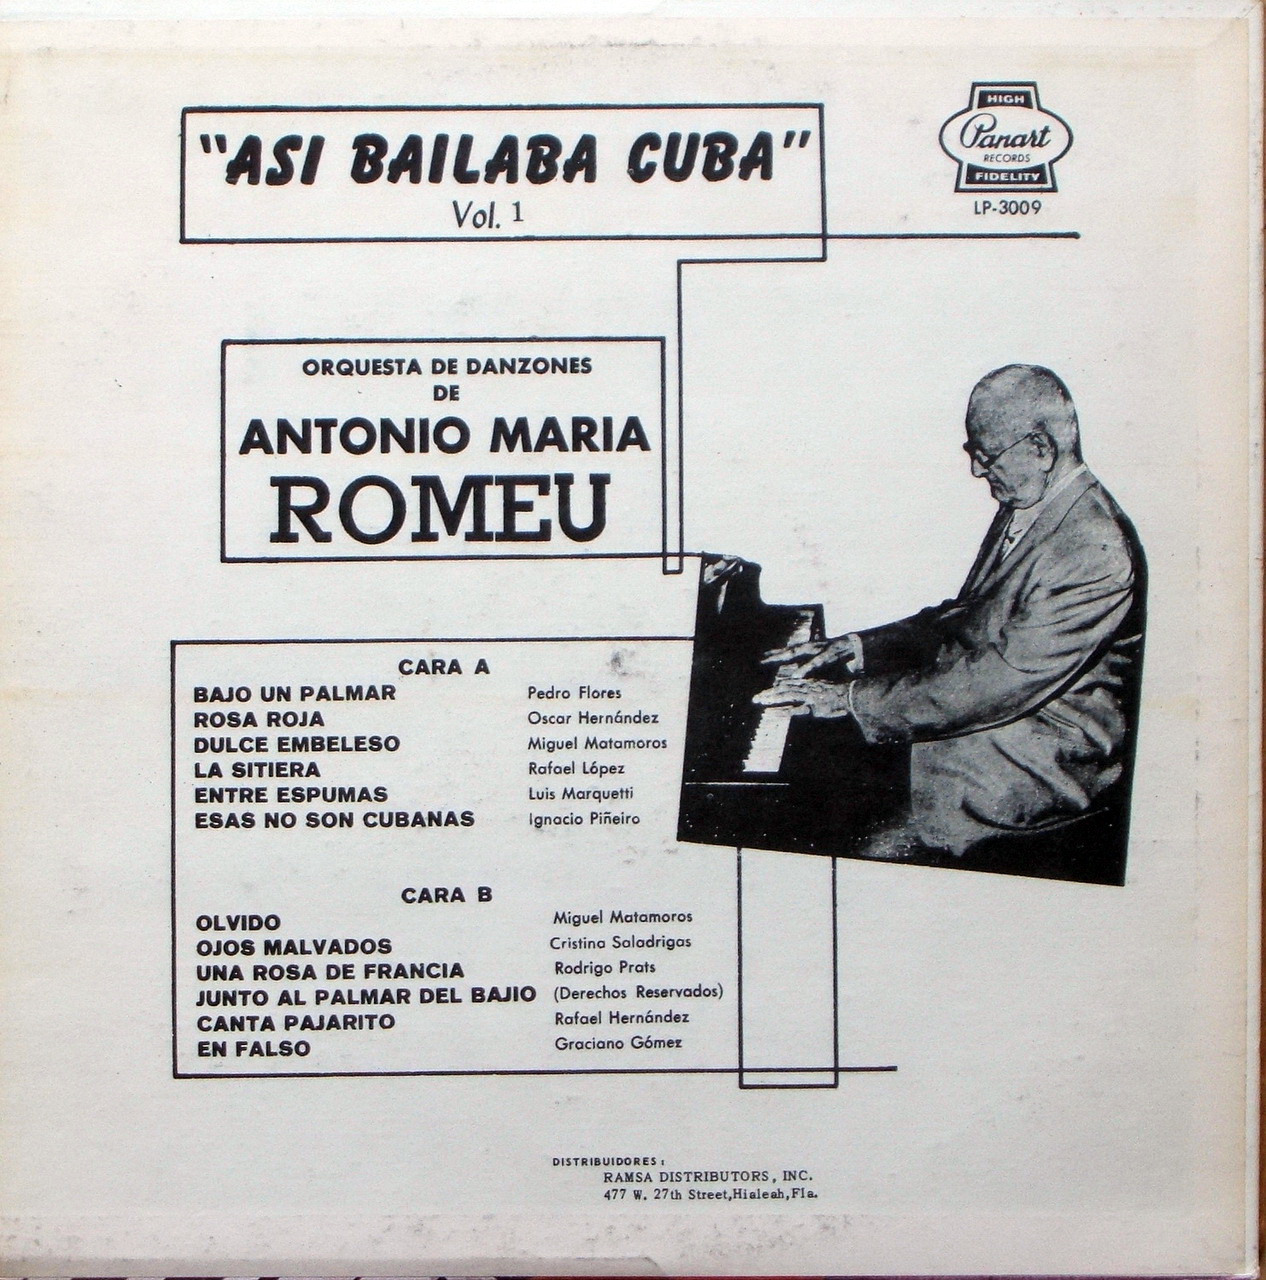 "ASI BAILABA CUBA"
Vol. 1
HIGH
Panart
RECORDS
FIDELITY
LP-3009
ORQUESTA DE DANZONES
DE
ANTONIO MARIA
ROMEU
CARA A
BAJO UN PALMAR Pedro Flores
ROSA ROJA Oscar Hernández
DULCE EMBELESO Miguel Matamoros
LA SITIERA Rafael López
ENTRE ESPUMAS Luis Marquetti
ESAS NO SON CUBANAS Ignacio Piñeiro
CARA B
OLVIDO Miguel Matamoros
OJOS MALVADOS Cristina Saladrigas
UNA ROSA DE FRANCIA Rodrigo Prats
JUNTO AL PALMAR DEL BAJIO (Derechos Reservados)
CANTA PAJARITO Rafael Hernández
EN FALSO Graciano Gómez
DISTRIBUIDORES:
RAMSA DISTRIBUTORS, INC.
477 W. 27th Street,Hialeah,Fla.